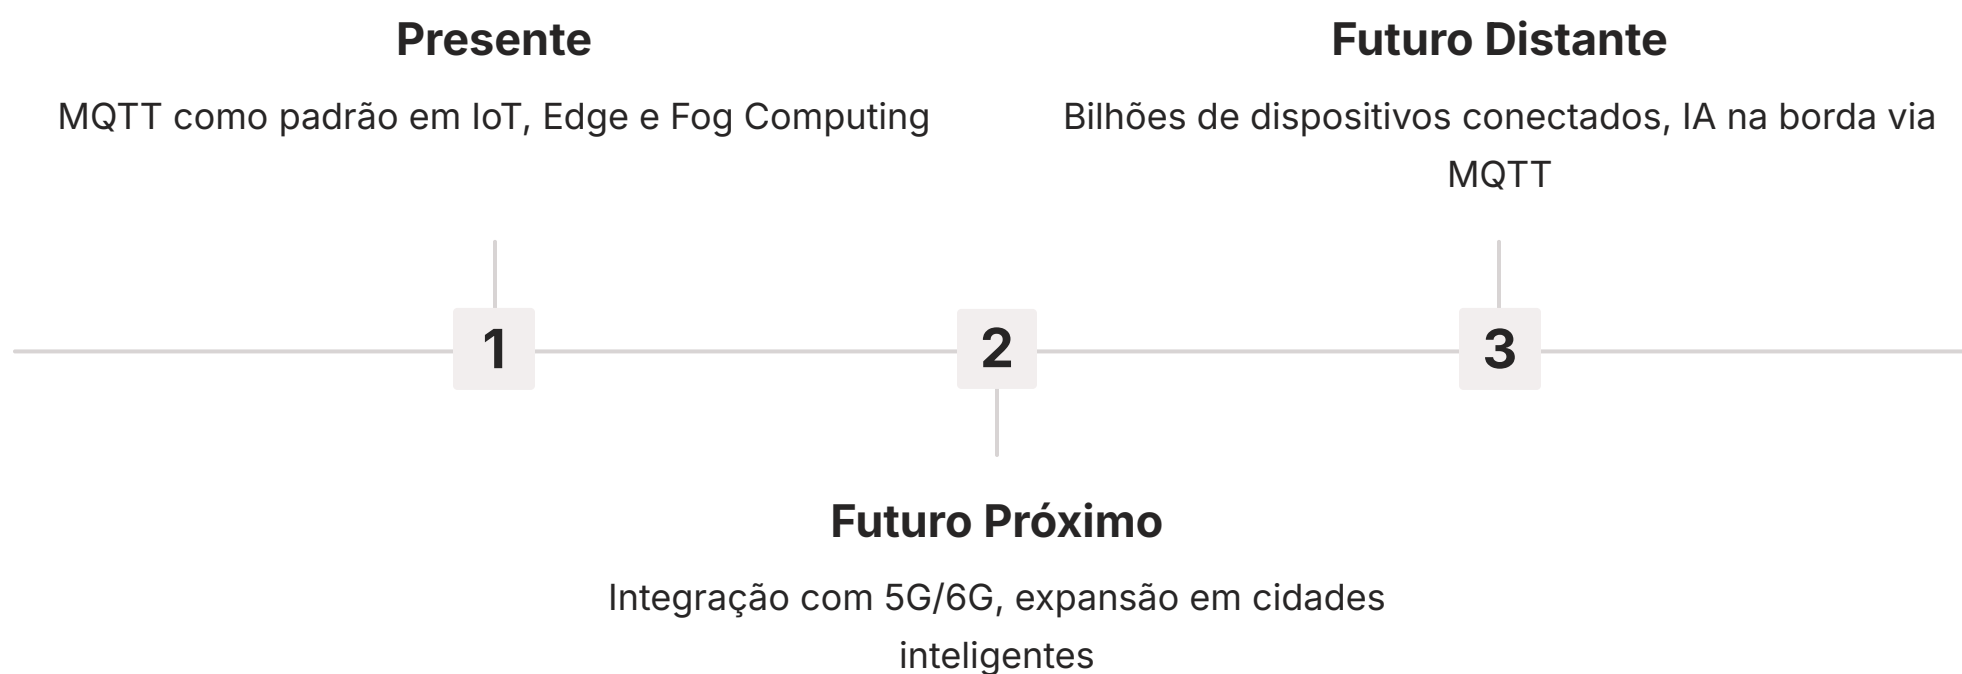 Presente
MQTT como padrão em IoT, Edge e Fog Computing
1
2
Futuro Próximo
Integração com 5G/6G, expansão em cidades
inteligentes
Futuro Distante
Bilhões de dispositivos conectados, IA na borda via
MQTT
3